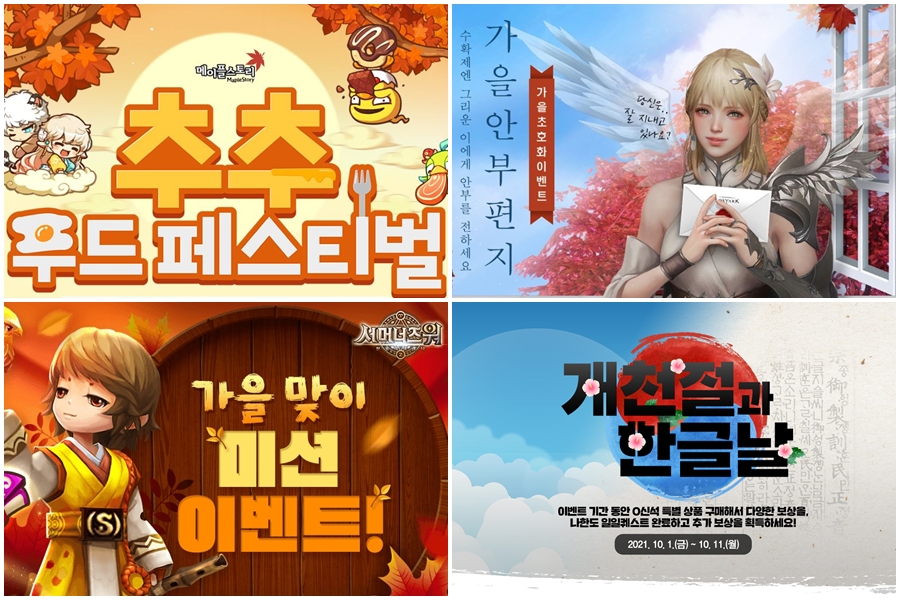 메이플스토리
MapleStory
추추
푸드 페스티벌
가을안부편지
수확제엔 그리운 이에게 안부를 전하세요
가을초호화이벤트
당신은..
잘 지내고
있나요?
서머너즈 워
가을 맞이
미션
이벤트!
S
개천절과
한글날
御製訓民正
이벤트 기간 동안 O신석 특별 상품 구매해서 다양한 보상을,
나한도 일일퀘스트 완료하고 추가 보상을 획득하세요!
2021. 10. 1.(금) ~ 10. 11.(월)